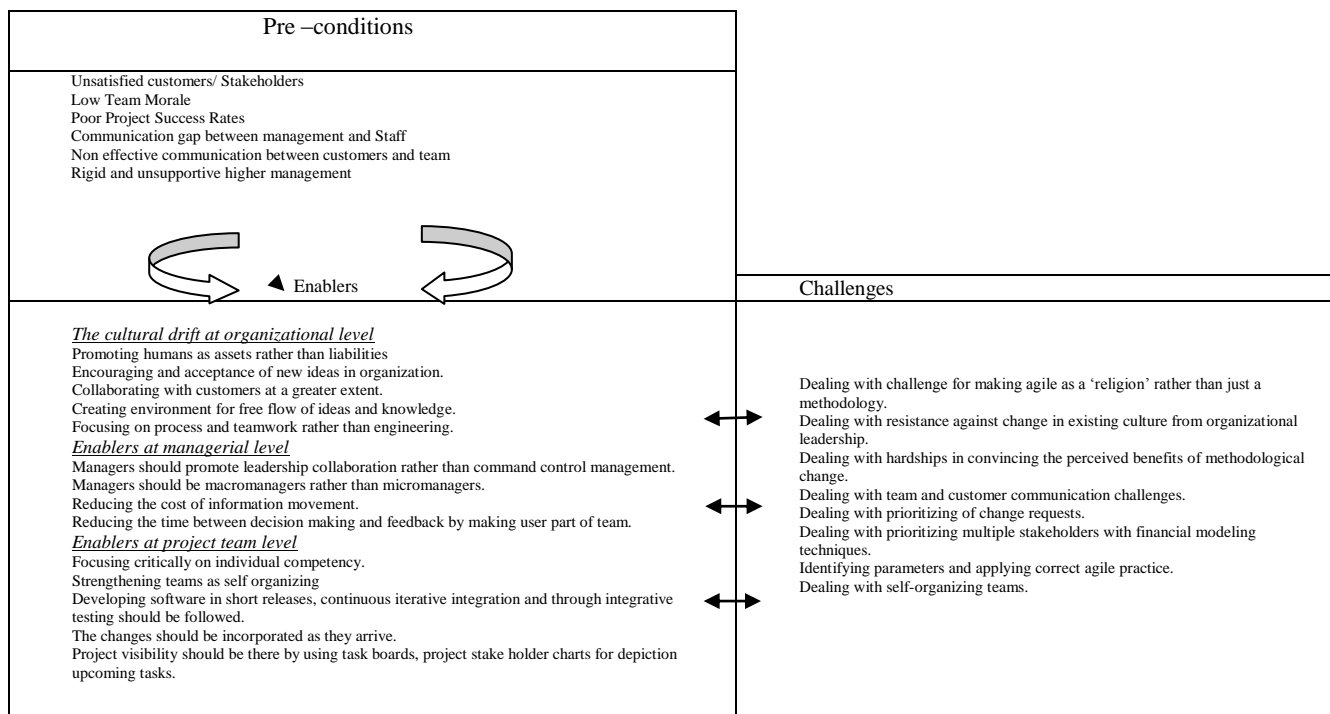 Pre –conditions
Unsatisfied customers/ Stakeholders
Low Team Morale
Poor Project Success Rates
Communication gap between management and Staff
Non effective communication between customers and team
Rigid and unsupportive higher management
Enablers
The cultural drift at organizational level
Promoting humans as assets rather than liabilities
Encouraging and acceptance of new ideas in organization.
Collaborating with customers at a greater extent.
Creating environment for free flow of ideas and knowledge.
Focusing on process and teamwork rather than engineering.
Enablers at managerial level
Managers should promote leadership collaboration rather than command control management.
Managers should be macromanagers rather than micromanagers.
Reducing the cost of information movement.
Reducing the time between decision making and feedback by making user part of team.
Enablers at project team level
Focusing critically on individual competency.
Strengthening teams as self organizing
Developing software in short releases, continuous iterative integration and through integrative
testing should be followed.
The changes should be incorporated as they arrive.
Project visibility should be there by using task boards, project stake holder charts for depiction
upcoming tasks.
Challenges
Dealing with challenge for making agile as a ‘religion’ rather than just a
methodology.
Dealing with resistance against change in existing culture from organizational
leadership.
Dealing with hardships in convincing the perceived benefits of methodological
change.
Dealing with team and customer communication challenges.
Dealing with prioritizing of change requests.
Dealing with prioritizing multiple stakeholders with financial modeling
techniques.
Identifying parameters and applying correct agile practice.
Dealing with self-organizing teams.